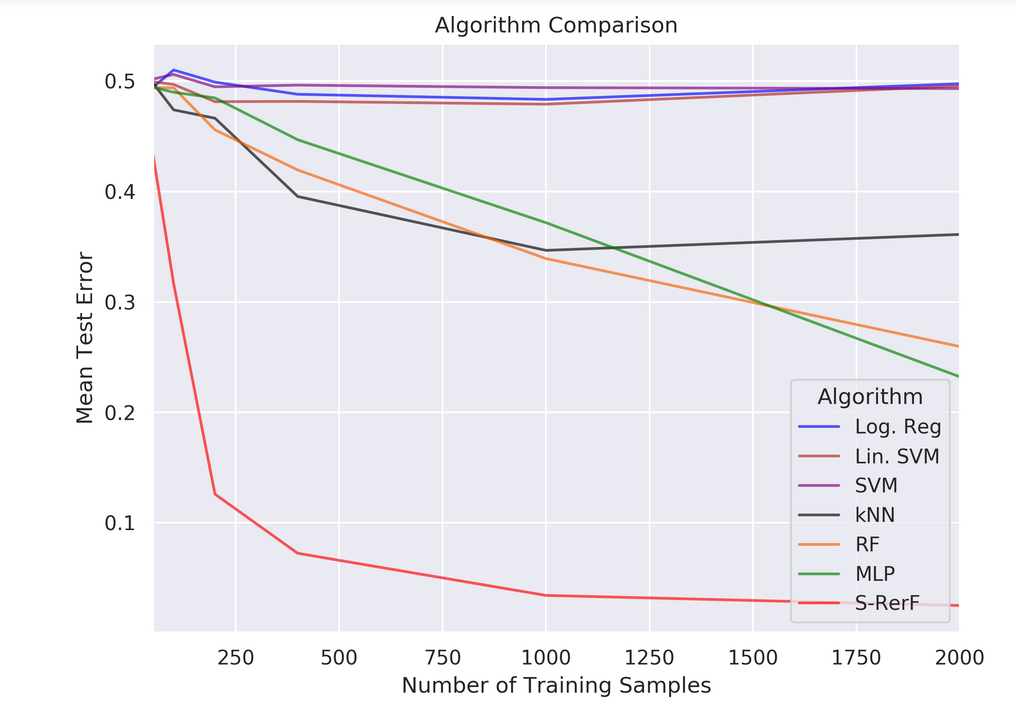 Algorithm Comparison
0.5
0.4
0.3
0.2
0.1
Mean Test Error
Algorithm
Log. Reg
Lin. SVM
SVM
kNN
RF
MLP
S-RerF
250 500 750 1000 1250 1500 1750 2000
Number of Training Samples